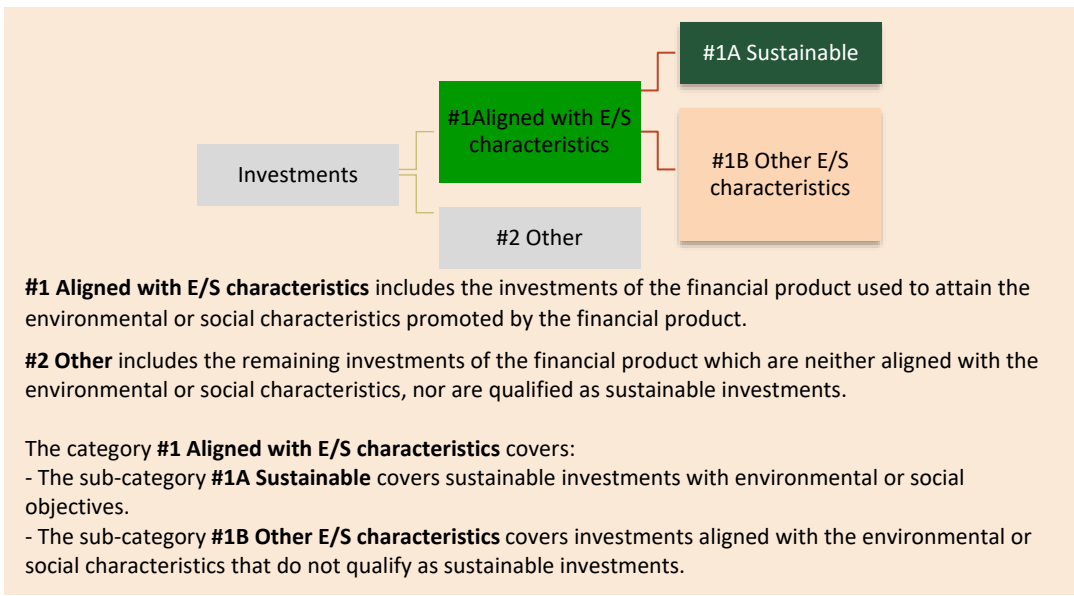 #1A Sustainable
#1Aligned with E/S
characteristics
#1B Other E/S
characteristics
Investments
#2 Other
#1 Aligned with E/S characteristics includes the investments of the financial product used to attain the
environmental or social characteristics promoted by the financial product.
#2 Other includes the remaining investments of the financial product which are neither aligned with the
environmental or social characteristics, nor are qualified as sustainable investments.
The category #1 Aligned with E/S characteristics covers:
- The sub-category #1A Sustainable covers sustainable investments with environmental or social
objectives.
- The sub-category #1B Other E/S characteristics covers investments aligned with the environmental or
social characteristics that do not qualify as sustainable investments.